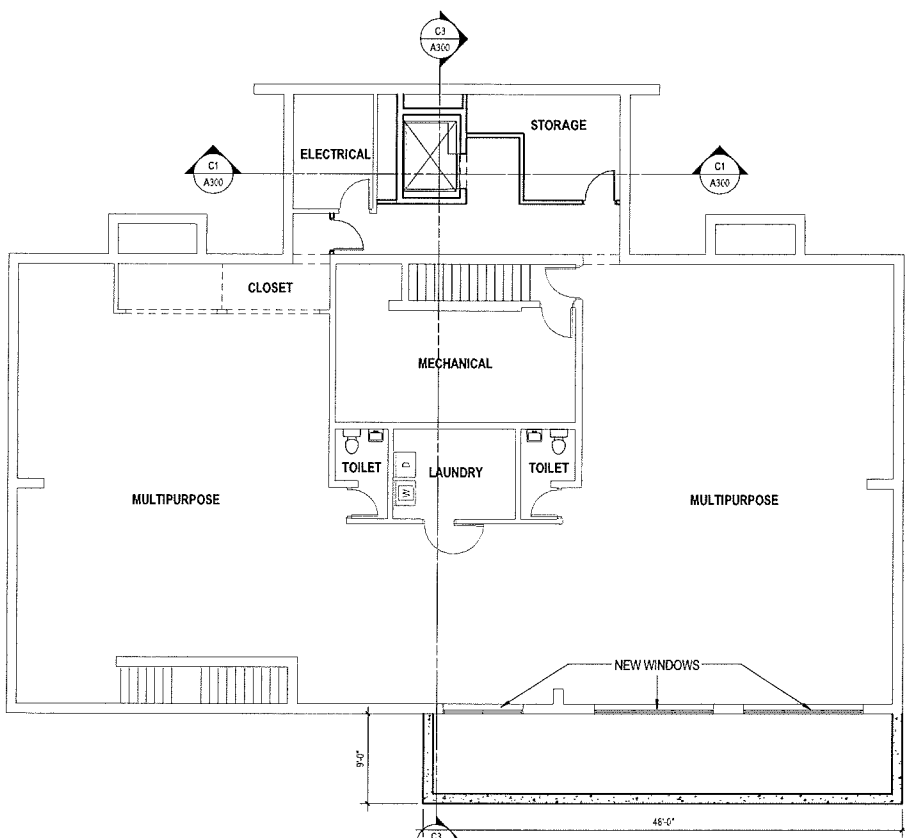 C3
A300
STORAGE
ELECTRICAL
C1
A300
C1
A300
CLOSET
MECHANICAL
TOILET
D
W
LAUNDRY
TOILET
MULTIPURPOSE
MULTIPURPOSE
NEW WINDOWS
9'-0"
48'-0"
C3